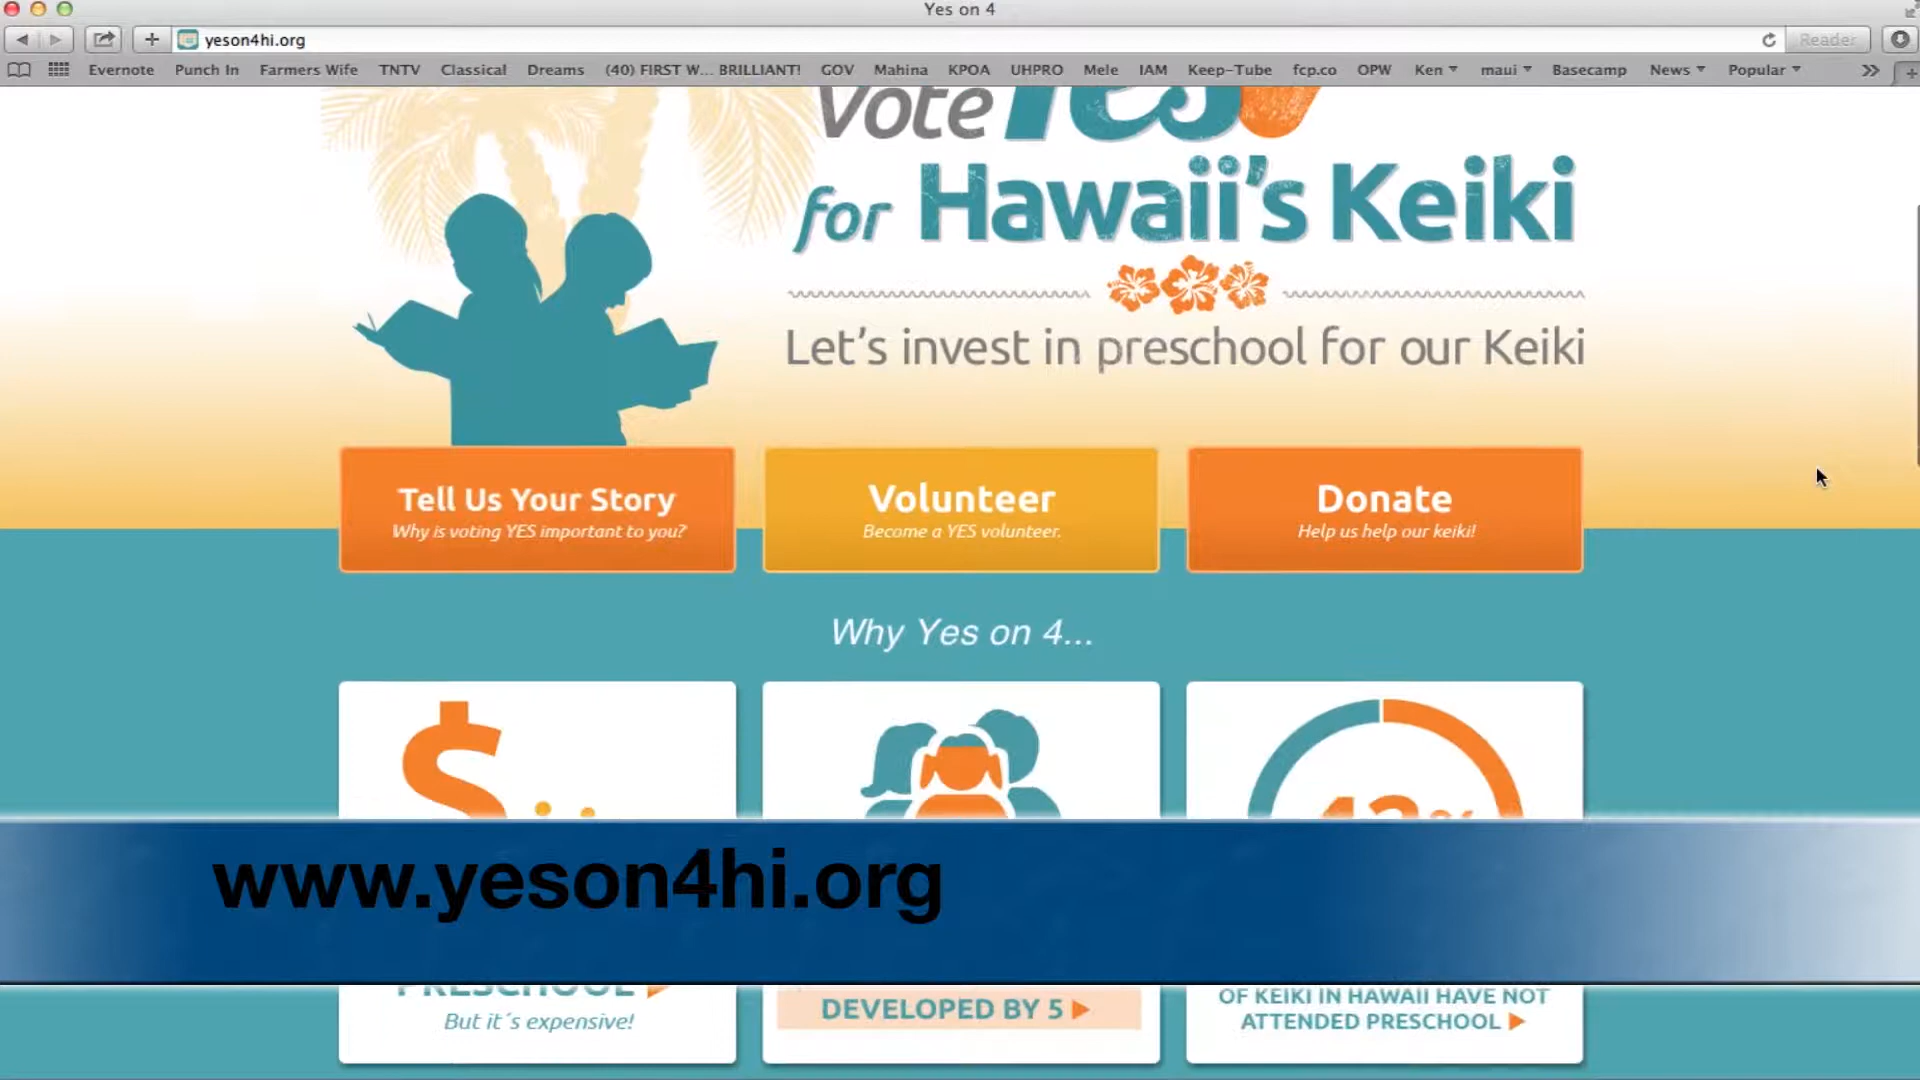 Yes on 4
yeson4hi.org
Reader
Evernote Punch In Farmers Wife TNTV Classical Dreams (40) FIRST W... BRILLIANT! GOV Mahina KPOA UHPRO Mele IAM Keep-Tube fcp.co OPW Ken maui Basecamp News Popular
Vote Yes
for Hawaii's Keiki
Let's invest in preschool for our Keiki
Tell Us Your Story
Why is voting YES important to you?
Volunteer
Become a YES volunteer.
Donate
Help us help our keiki!
Why Yes on 4...
$
www.yeson4hi.org
PRESCHOOL
But it´s expensive!
DEVELOPED BY 5
OF KEIKI IN HAWAII HAVE NOT
ATTENDED PRESCHOOL